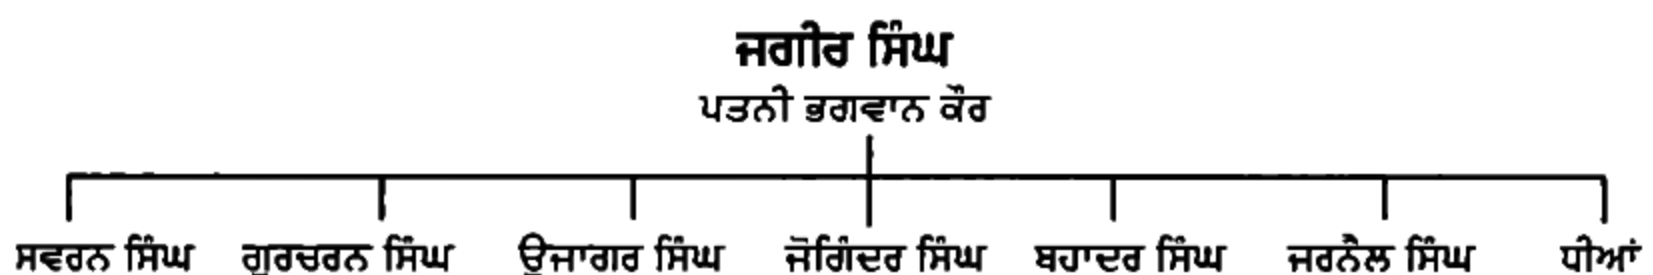 ਜਗੀਰ ਸਿੰਘ
ਪਤਨੀ ਭਗਵਾਨ ਕੌਰ
ਸਵਰਨ ਸਿੰਘ ਗੁਰਚਰਨ ਸਿੰਘ ਉਜਾਗਰ ਸਿੰਘ ਜੋਗਿੰਦਰ ਸਿੰਘ ਬਹਾਦਰ ਸਿੰਘ ਜਰਨੈਲ ਸਿੰਘ ਧੀਆਂ